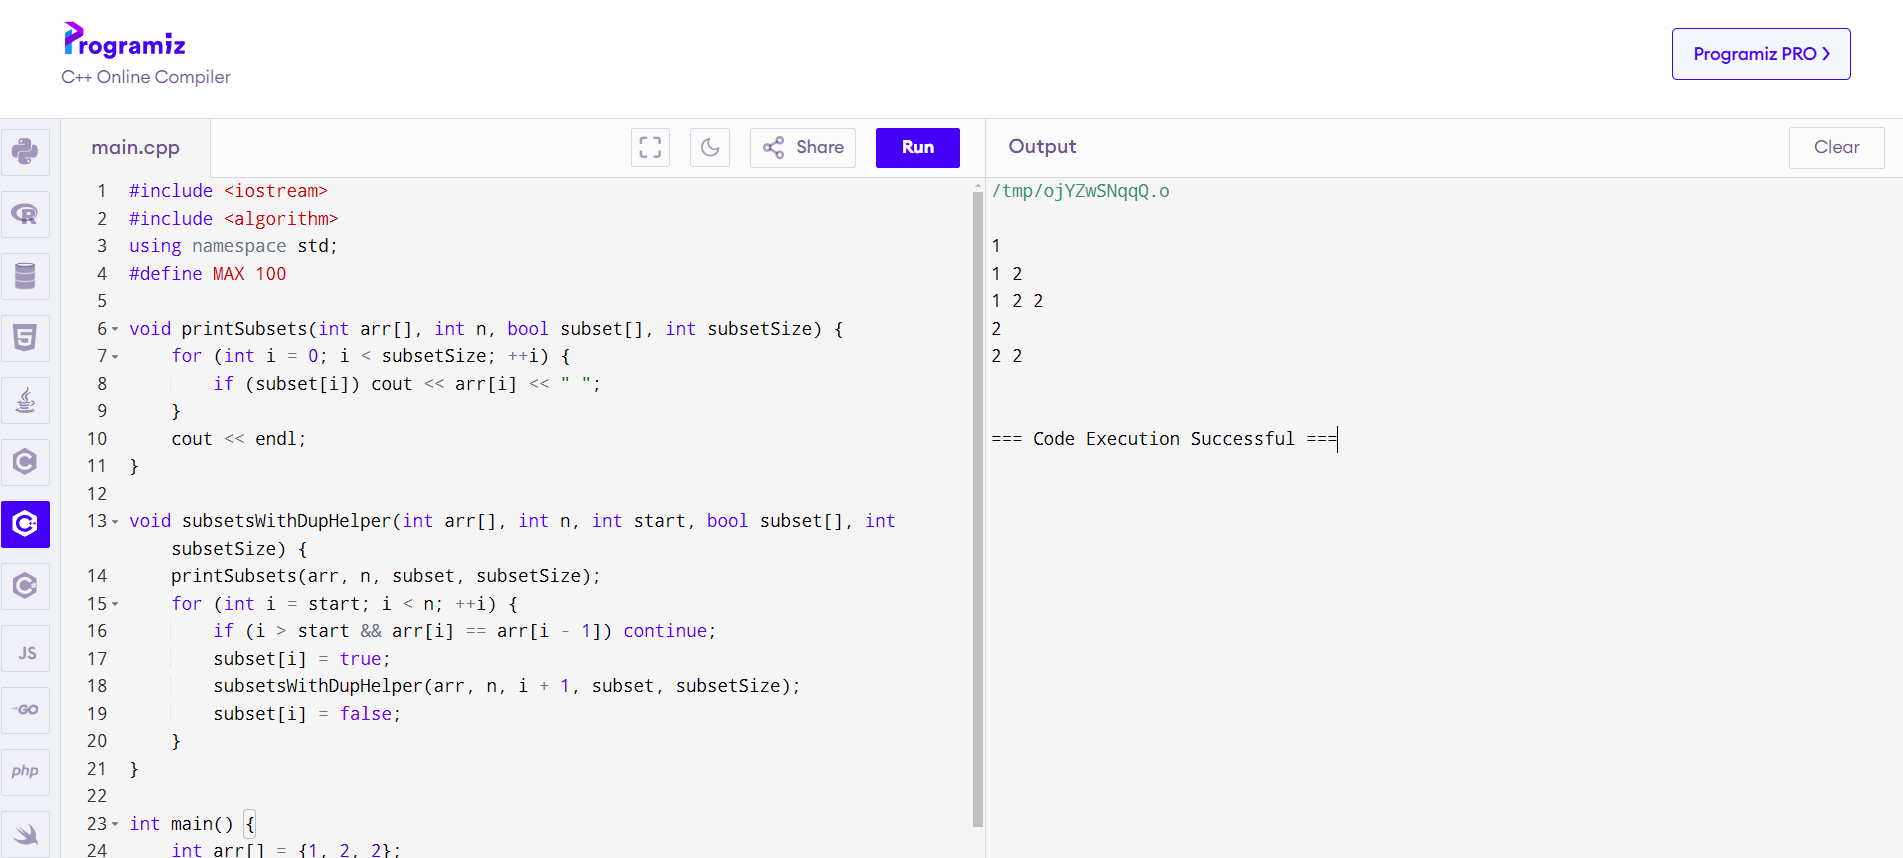 Programiz
C++ Online Compiler
Programiz PRO
main.cpp
Share
Run
Output
Clear
JS
GO
php
1 #include <iostream>
2 #include <algorithm>
3 using namespace std;
4 #define MAX 100
5
6 void printSubsets(int arr[], int n, bool subset[], int subsetSize) {
7     for (int i = 0; i < subsetSize; ++i) {
8         if (subset[i]) cout << arr[i] << " ";
9     }
10     cout << endl;
11 }
12
13 void subsetsWithDupHelper(int arr[], int n, int start, bool subset[], int
    subsetSize) {
14     printSubsets(arr, n, subset, subsetSize);
15     for (int i = start; i < n; ++i) {
16         if (i > start && arr[i] == arr[i - 1]) continue;
17         subset[i] = true;
18         subsetsWithDupHelper(arr, n, i + 1, subset, subsetSize);
19         subset[i] = false;
20     }
21 }
22
23 int main() {
24     int arr[] = {1, 2, 2};
/tmp/ojYZwSNqqQ.o
1
1 2
1 2 2
2
2 2
=== Code Execution Successful ===